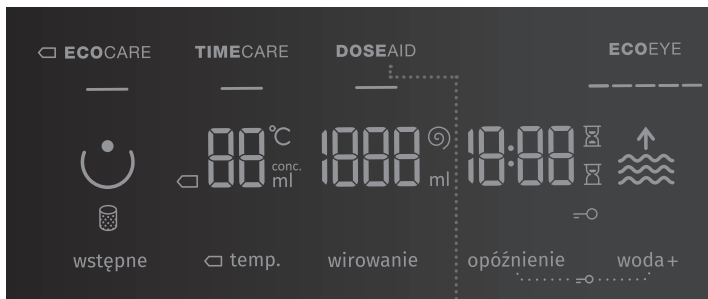 ECOCARE TIMECARE DOSEAID ECOEYE
88 °C 1888 18:88
conc.
ml ml
wstępne temp. wirowanie opóźnienie woda+